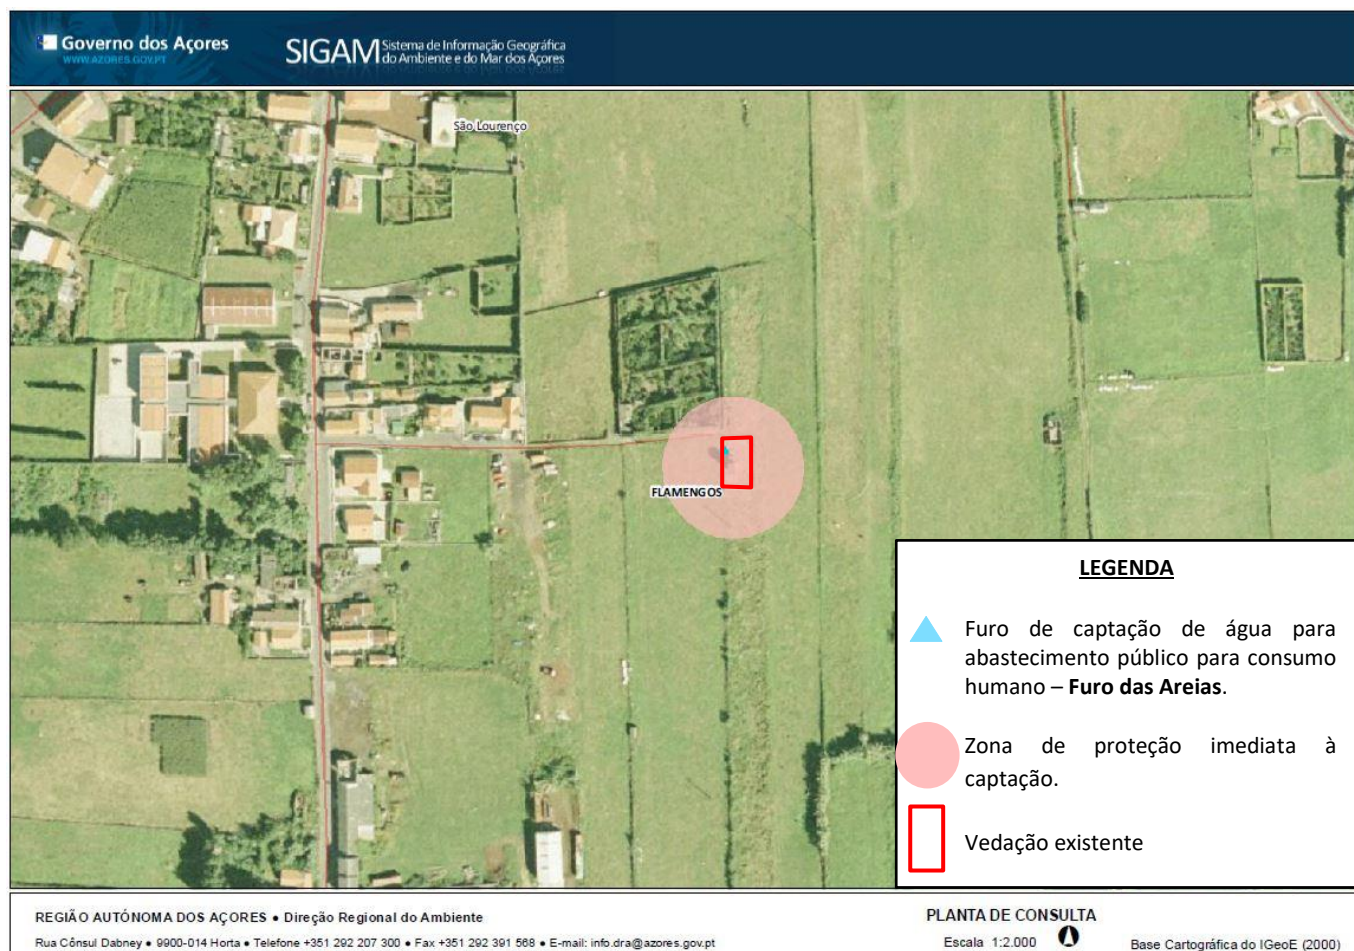 Governo dos Açores
WWW.AZORES.GOV.PT
SIGAM Sistema de Informação Geográfica
do Ambiente e do Mar dos Açores
São Lourenço
FLAMENGOS
LEGENDA
Furo de captação de água para
abastecimento público para consumo
humano – Furo das Areias.
Zona de proteção imediata à
captação.
Vedação existente
REGIÃO AUTÓNOMA DOS AÇORES • Direção Regional do Ambiente
Rua Cônsul Dabney • 9900-014 Horta • Telefone +351 292 207 300 • Fax +351 292 391 568 • E-mail: info.dra@azores.gov.pt
PLANTA DE CONSULTA
Escala 1:2.000
Base Cartográfica do IGeoE (2000)